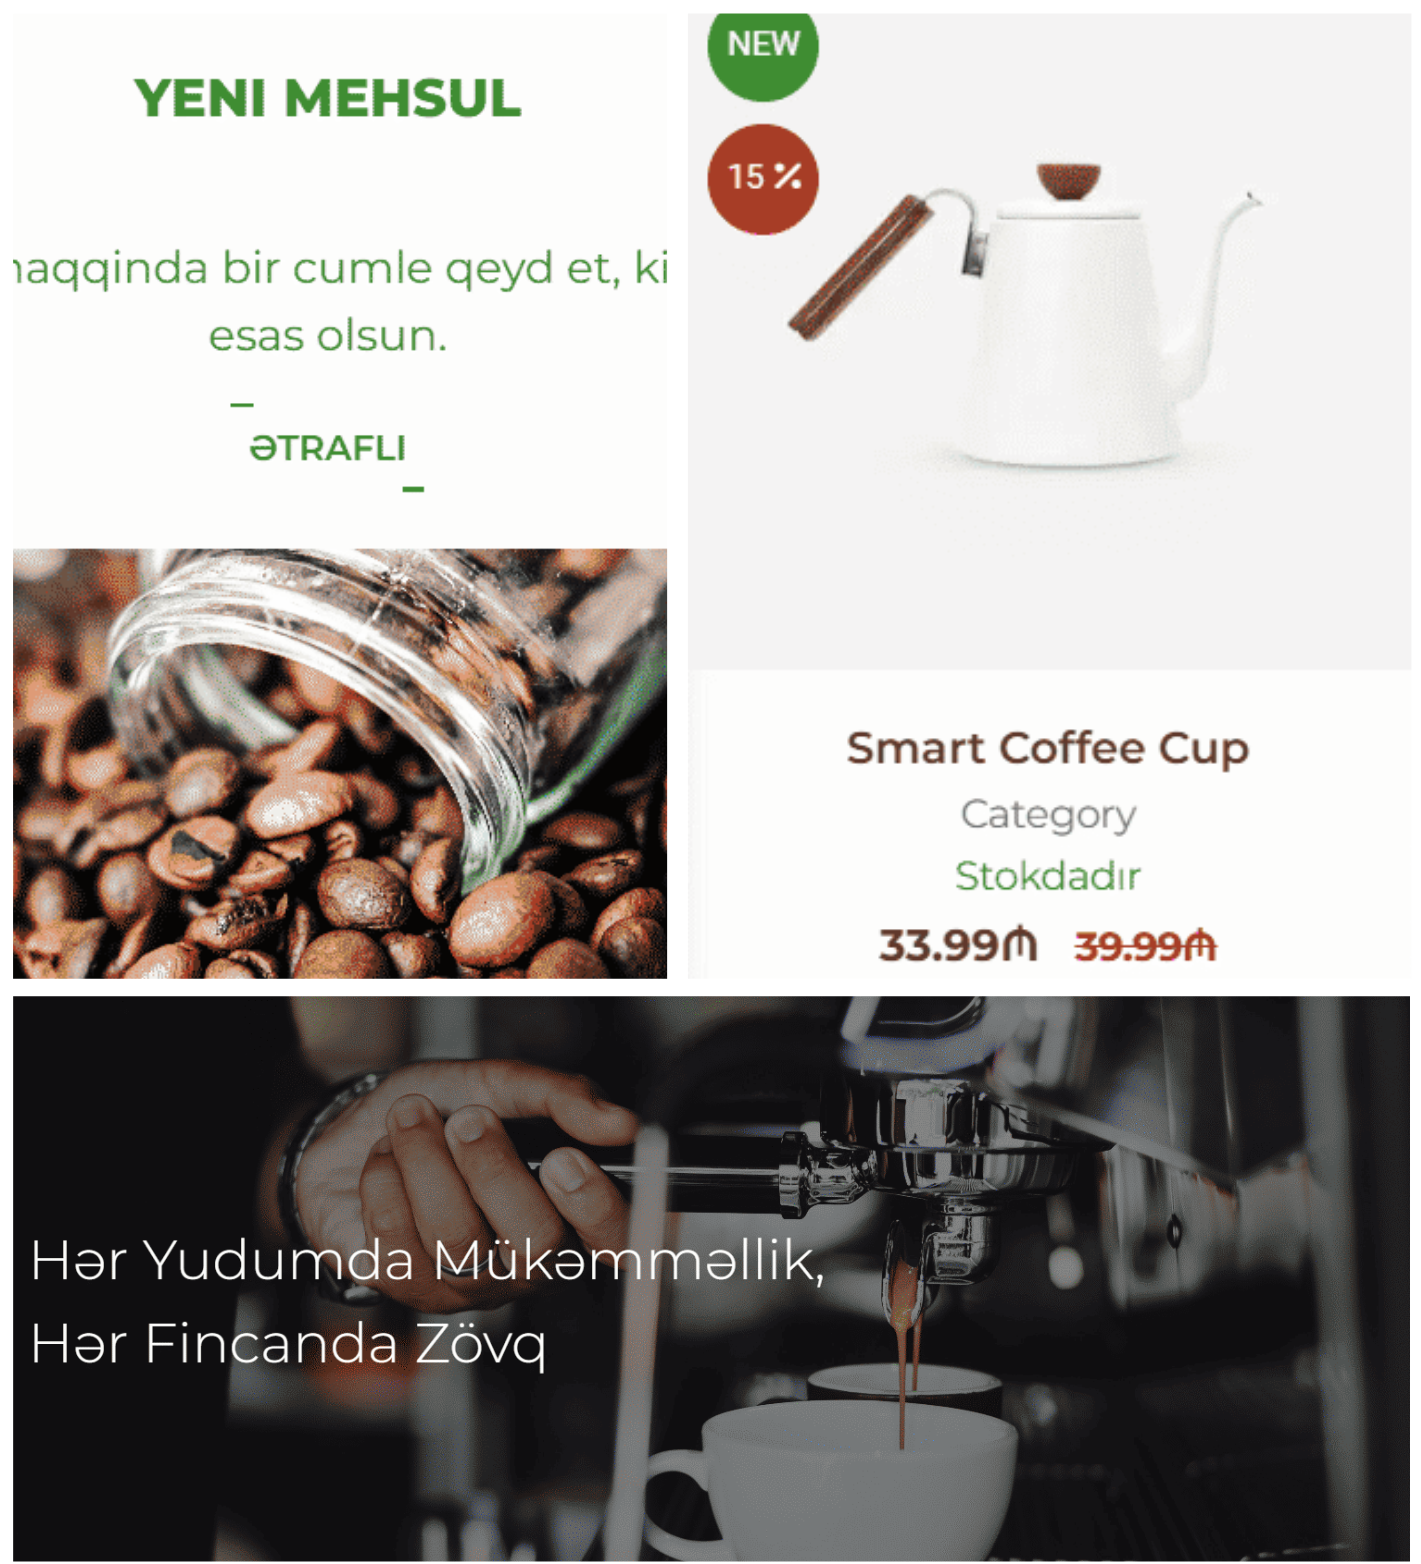 YENI MEHSUL
haqqinda bir cumle qeyd et, ki
esas olsun.
ƏTRAFLI
NEW
15 %
Smart Coffee Cup
Category
Stokdadır
33.99₼ 39.99₼
Hər Yudumda Mükəmməllik,
Hər Fincanda Zövq